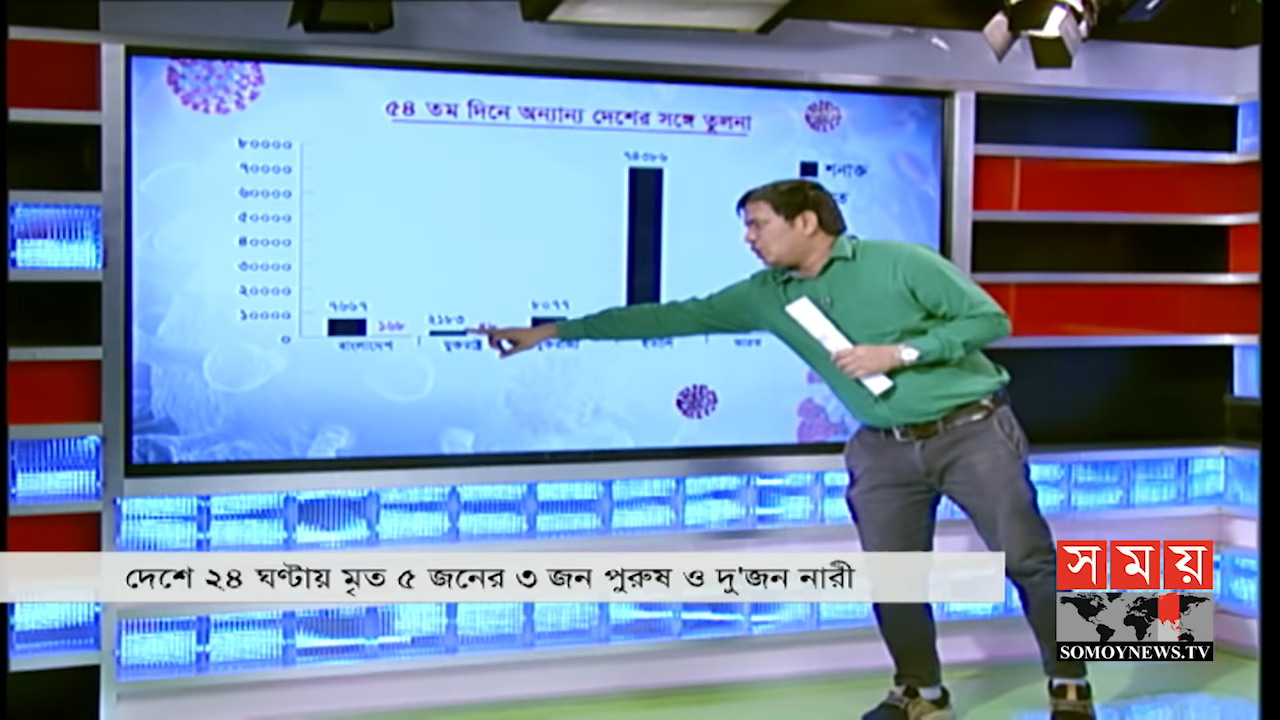 ৫৪ তম দিনে অন্যান্য দেশের সঙ্গে তুলনা
৮০০০০
৭০০০০
৬০০০০
৫০০০০
৪০০০০
৩০০০০
২০০০০
১০০০০
০
৭৬৬৭
১৬৮
২১৮৩
৮০৭৭
৭৪৩৮৬
শনাক্ত
বাংলাদেশ
যুক্তরাষ্ট্র
ইতালি
ভারত
দেশে ২৪ ঘণ্টায় মৃত ৫ জনের ৩ জন পুরুষ ও দু'জন নারী
সময়
SOMOYNEWS.TV